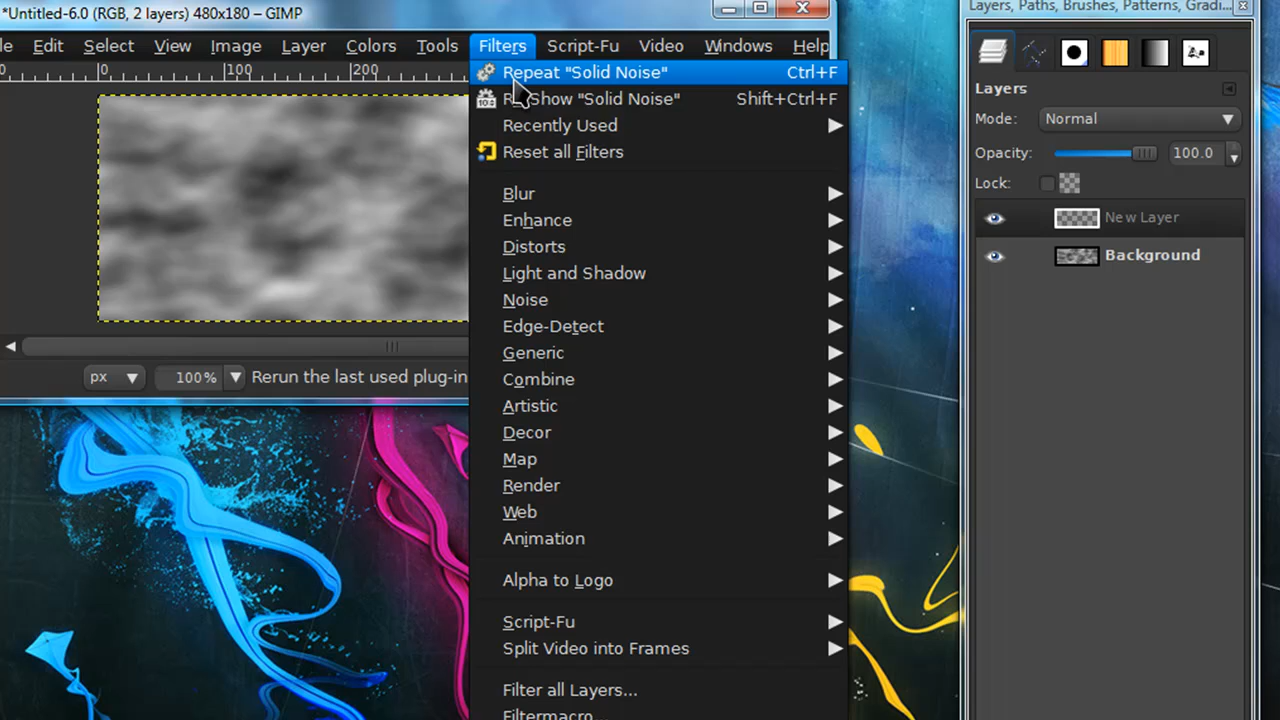 *Untitled-6.0 (RGB, 2 layers) 480x180 – GIMP
le Edit Select View Image Layer Colors Tools Filters Script-Fu Video Windows Help
0 100 200
px 100% Rerun the last used plug-in
Repeat "Solid Noise" Ctrl+F
Show "Solid Noise" Shift+Ctrl+F
Recently Used
Reset all Filters
Blur
Enhance
Distorts
Light and Shadow
Noise
Edge-Detect
Generic
Combine
Artistic
Decor
Map
Render
Web
Animation
Alpha to Logo
Script-Fu
Split Video into Frames
Filter all Layers...
Filtermacro...
Layers, Paths, Brushes, Patterns, Gradi...
Layers
Mode: Normal
Opacity: 100.0
Lock:
New Layer
Background